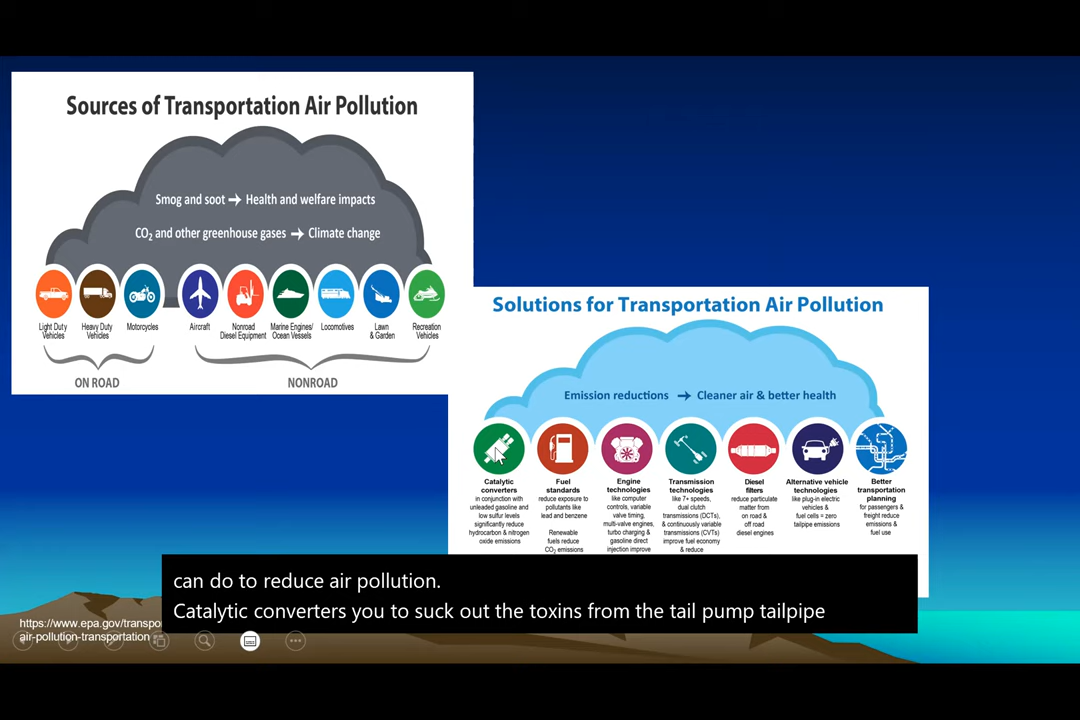 Sources of Transportation Air Pollution
Smog and soot → Health and welfare impacts
CO₂ and other greenhouse gases → Climate change
Light Duty
Vehicles
Heavy Duty
Vehicles
Motorcycles
Aircraft
Nonroad
Diesel Equipment
Marine Engines/
Ocean Vessels
Locomotives
Lawn
& Garden
Recreation
Vehicles
ON ROAD
NONROAD
Solutions for Transportation Air Pollution
Emission reductions → Cleaner air & better health
Catalytic
converters
in conjunction with
unleaded gasoline and
low sulfur levels
significantly reduce
hydrocarbon & nitrogen
oxide emissions
Fuel
standards
reduce exposure to
pollutants like
lead and benzene
Renewable
fuels reduce
CO₂ emissions
Engine
technologies
like computer
controls, variable
valve timing,
multi-valve engines,
turbo charging &
gasoline direct
injection improve
Transmission
technologies
like 7+ speeds,
dual clutch
transmissions (DCTs),
& continuously variable
transmissions (CVTs)
improve fuel economy
& reduce
Diesel
filters
reduce particulate
matter from
on road &
off road
diesel engines
Alternative vehicle
technologies
like plug-in electric
vehicles &
fuel cells = zero
tailpipe emissions
Better
transportation
planning
for passengers &
freight reduce
emissions &
fuel use
can do to reduce air pollution.
Catalytic converters you to suck out the toxins from the tail pump tailpipe
https://www.epa.gov/transpo
air-pollution-transportation